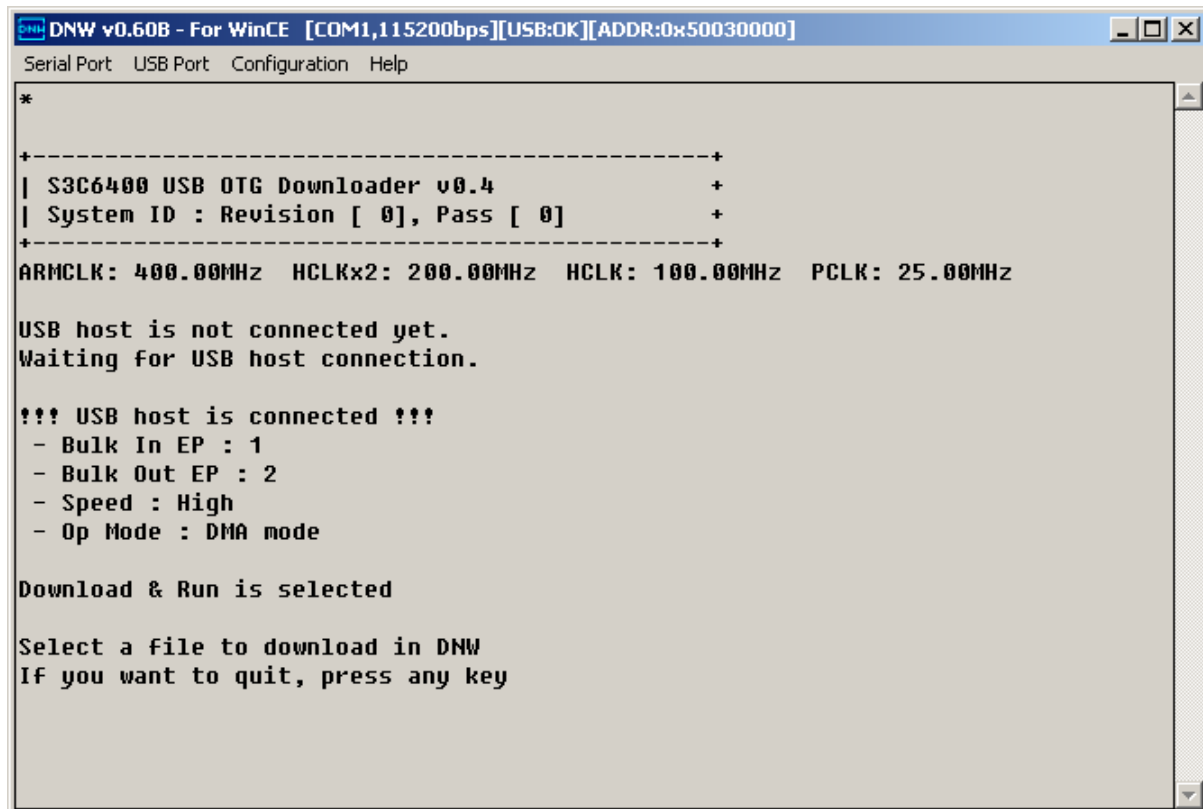 DNW v0.60B - For WinCE [COM1,115200bps][USB:OK][ADDR:0x50030000]
Serial Port USB Port Configuration Help
*
+-----------------------------------------------+
| S3C6400 USB OTG Downloader v0.4 +
| System ID : Revision [ 0], Pass [ 0] +
+-----------------------------------------------+
ARMCLK: 400.00MHz HCLKx2: 200.00MHz HCLK: 100.00MHz PCLK: 25.00MHz
USB host is not connected yet.
Waiting for USB host connection.
!!! USB host is connected !!!
- Bulk In EP : 1
- Bulk Out EP : 2
- Speed : High
- Op Mode : DMA mode
Download & Run is selected
Select a file to download in DNW
If you want to quit, press any key